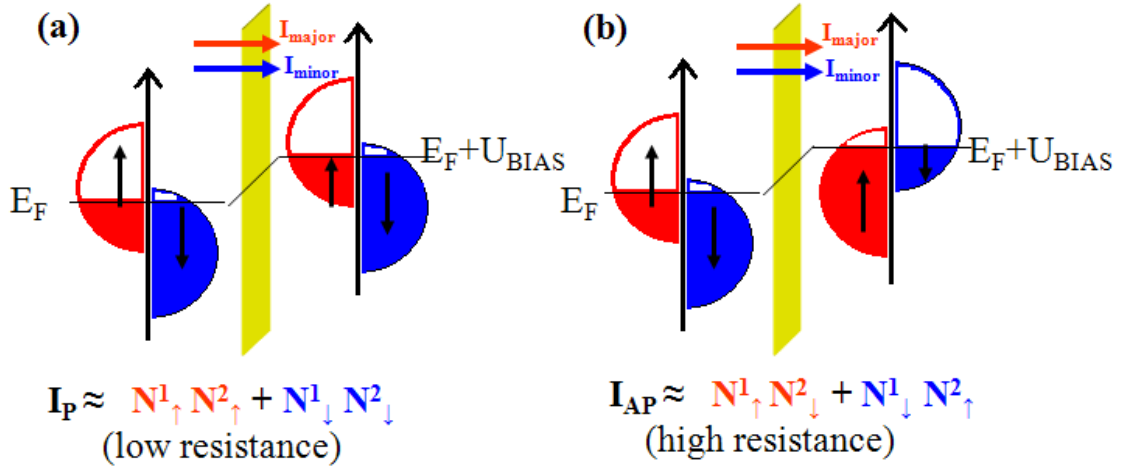 (a)
I_major
I_minor
E_F
E_F+U_BIAS
I_P ≈ N¹↑ N²↑ + N¹↓ N²↓
(low resistance)
(b)
I_major
I_minor
E_F
E_F+U_BIAS
I_AP ≈ N¹↑ N²↓ + N¹↓ N²↑
(high resistance)